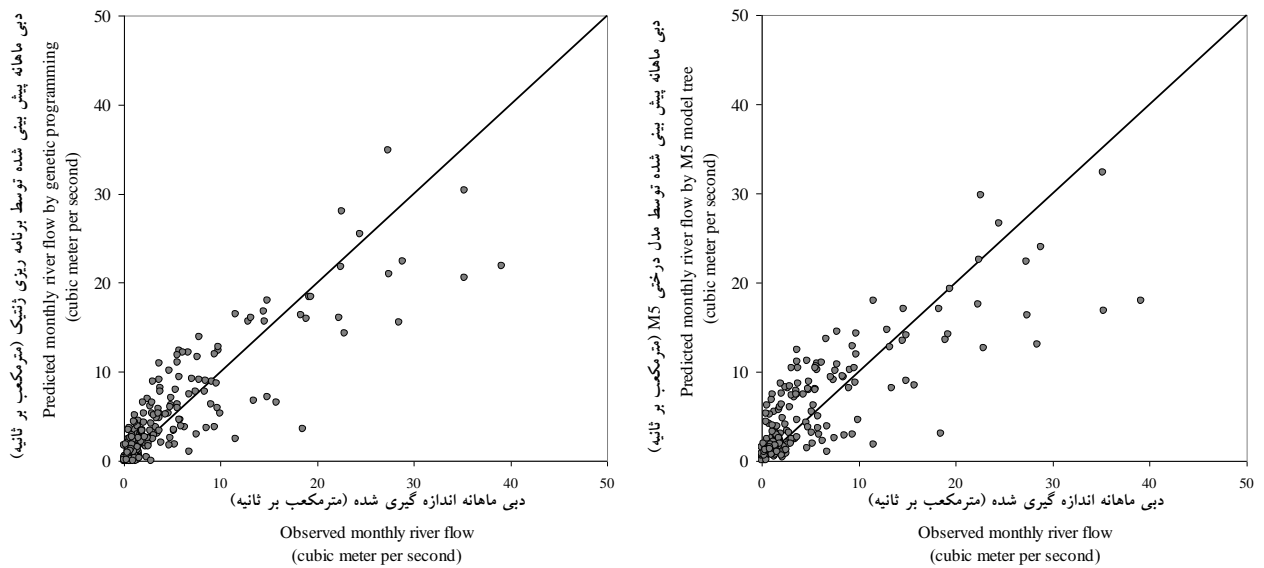 دبی ماهانه پیش بینی شده توسط برنامه ریزی ژنتیک (مترمکعب بر ثانیه)
Predicted monthly river flow by genetic programming
(cubic meter per second)
50
40
30
20
10
0
0 10 20 30 40 50
دبی ماهانه اندازه گیری شده (مترمکعب بر ثانیه)
Observed monthly river flow
(cubic meter per second)
دبی ماهانه پیش بینی شده توسط مدل درختی M5 (مترمکعب بر ثانیه)
Predicted monthly river flow by M5 model tree
(cubic meter per second)
50
40
30
20
10
0
0 10 20 30 40 50
دبی ماهانه اندازه گیری شده (مترمکعب بر ثانیه)
Observed monthly river flow
(cubic meter per second)